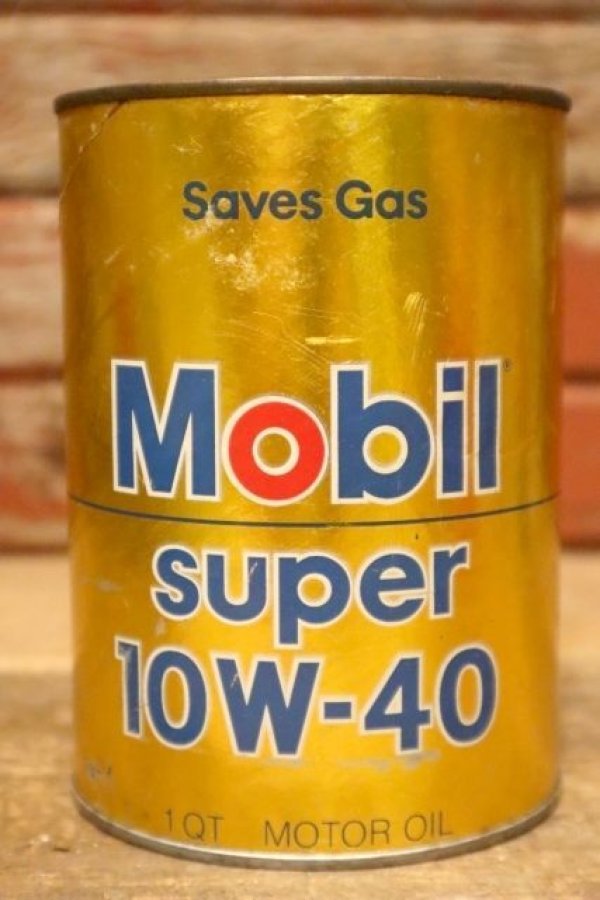 Saves Gas
Mobil®
super
10W-40
1 QT MOTOR OIL